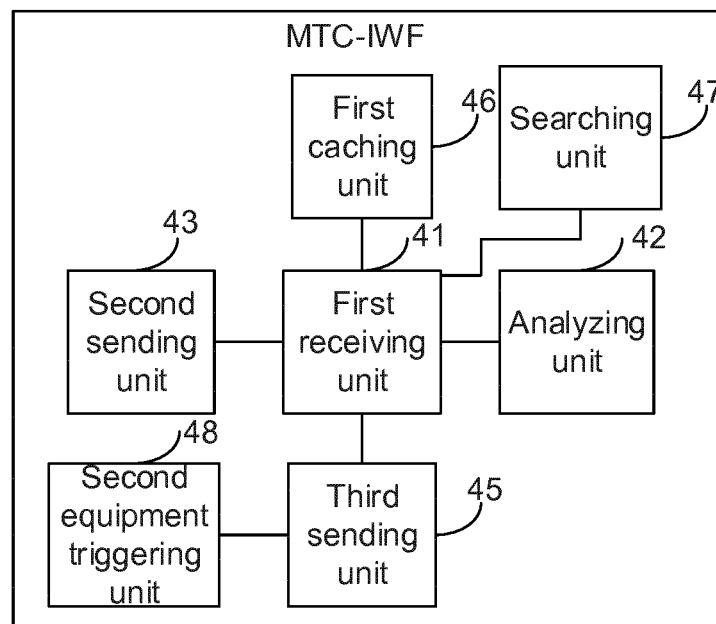 MTC-IWF
First
caching
unit
46
Searching
unit
47
43
41
42
Second
sending
unit
First
receiving
unit
Analyzing
unit
48
Second
equipment
triggering
unit
Third
sending
unit
45